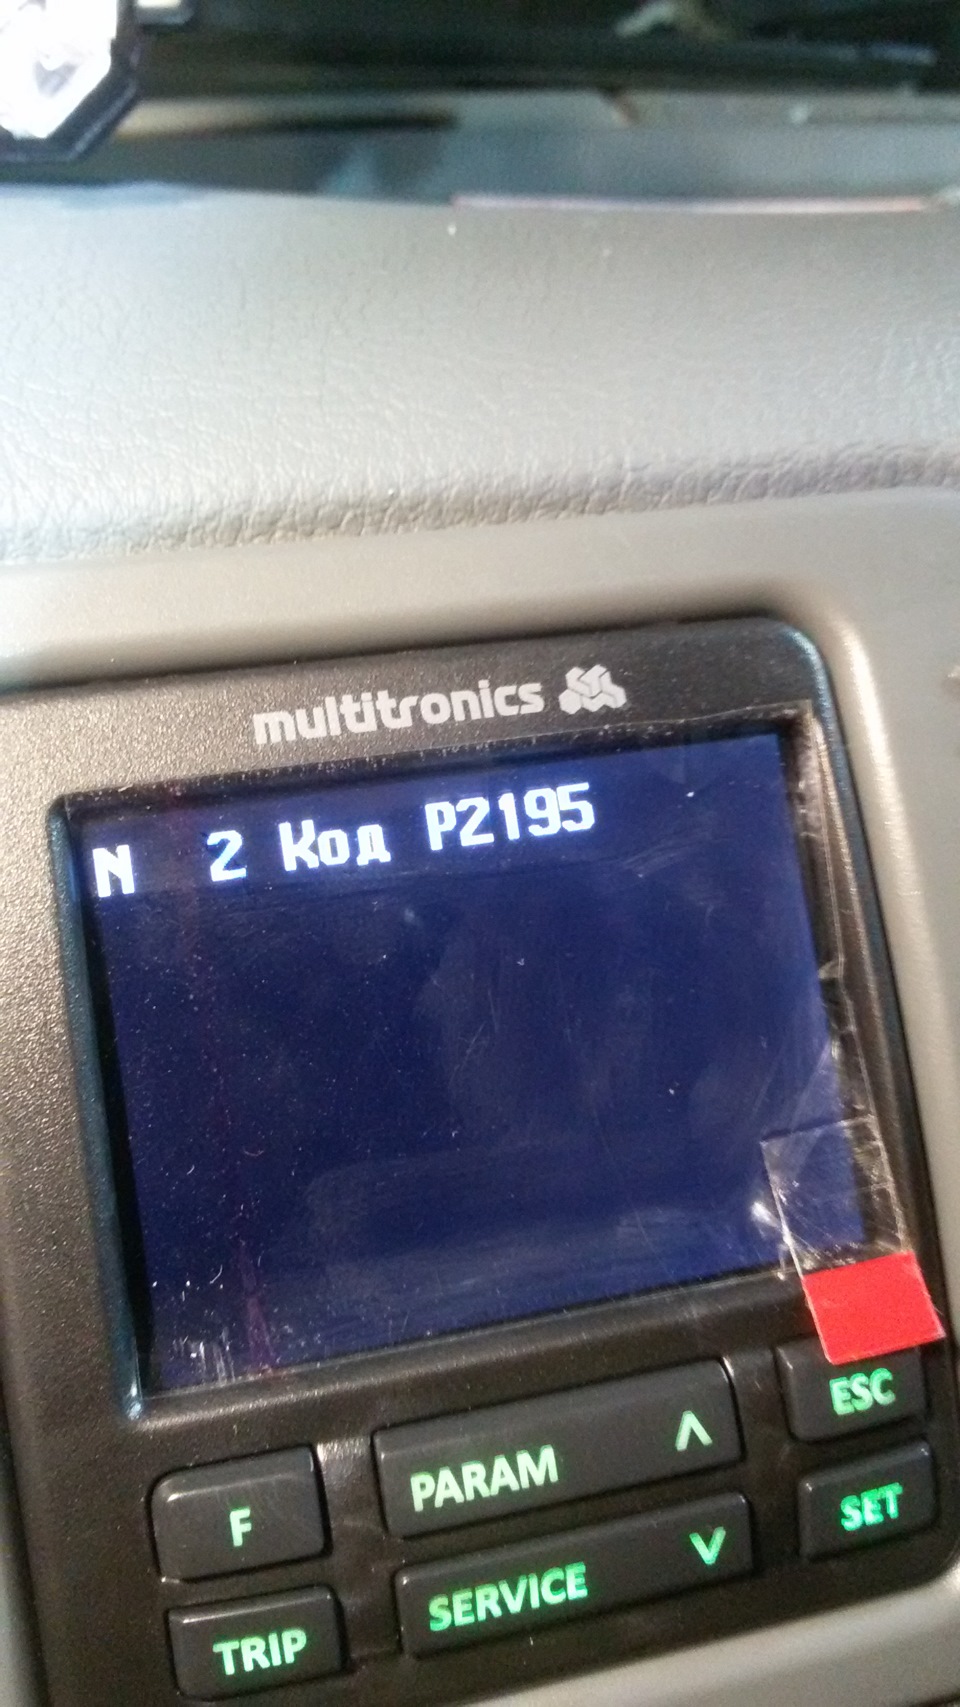 multitronics
N 2 Код P2195
ESC
PARAM ∧
F
SET
SERVICE ∨
TRIP